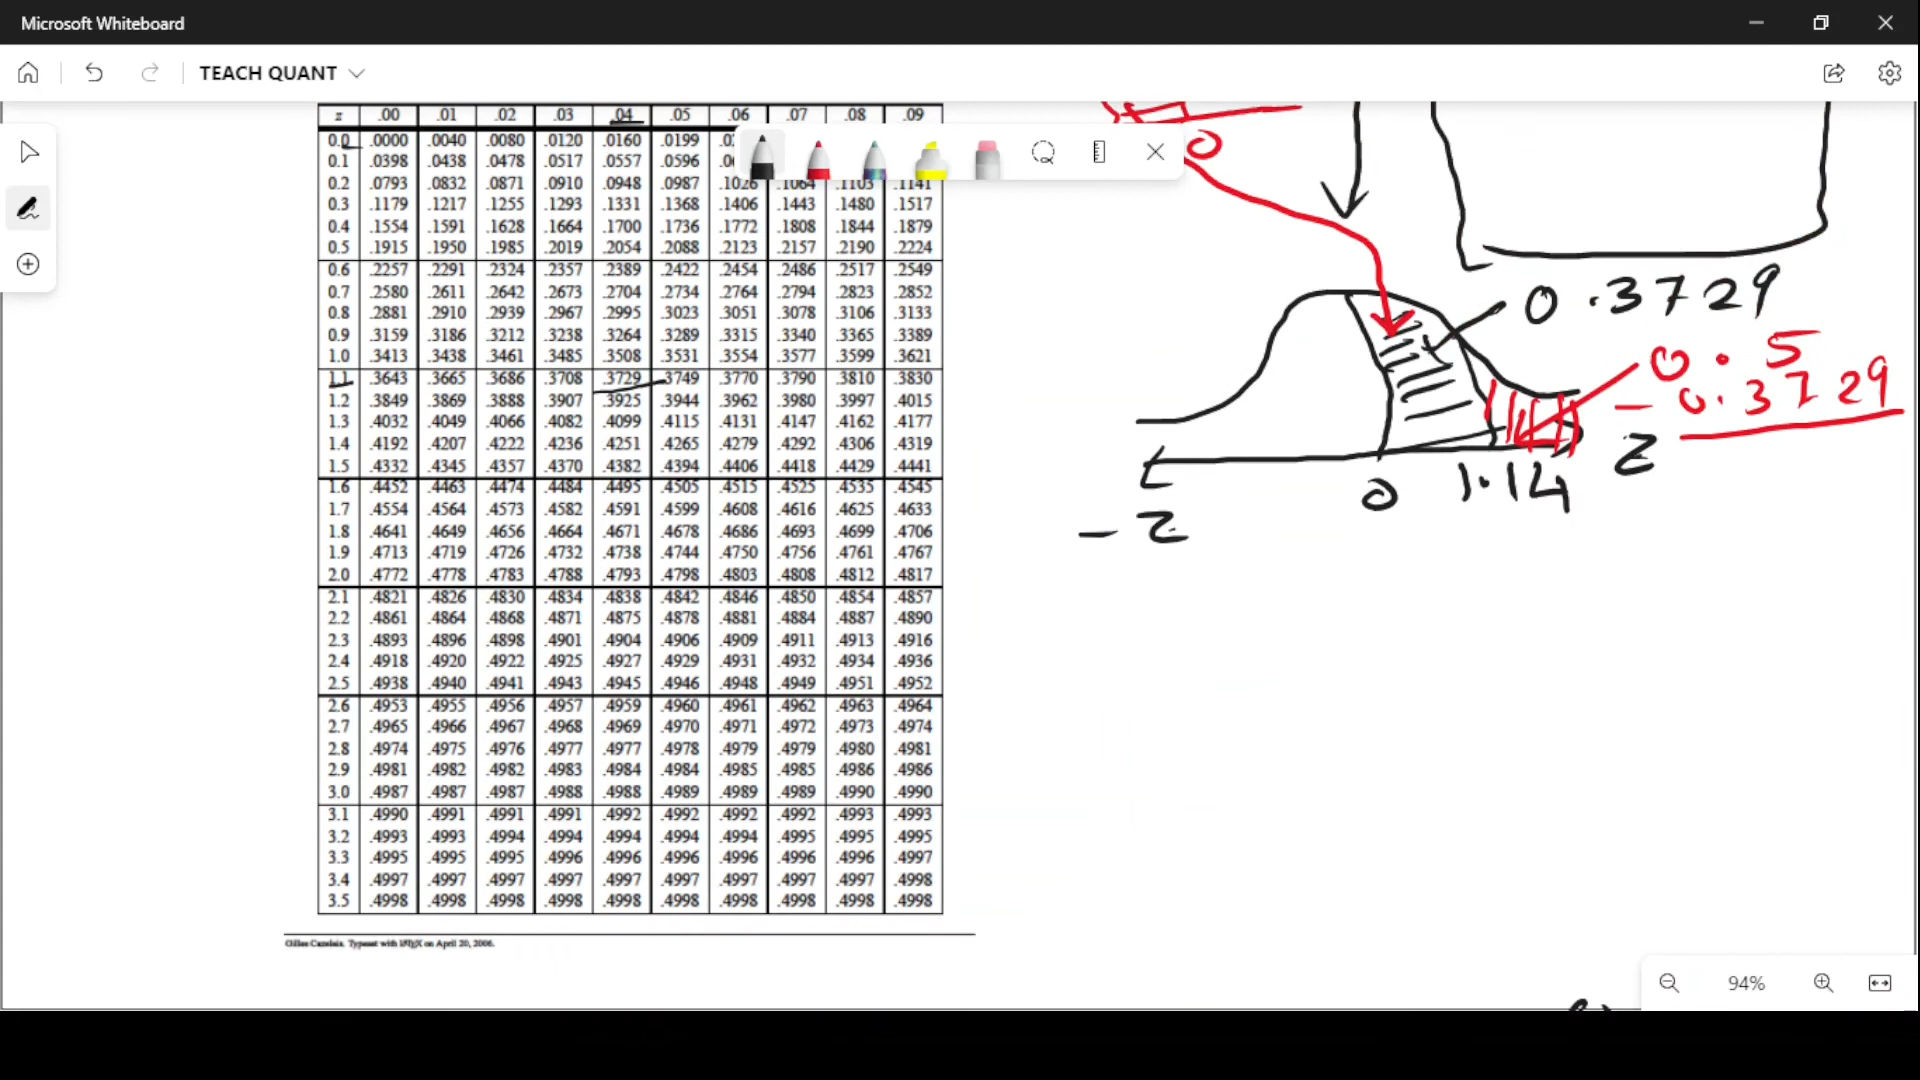 Microsoft Whiteboard
TEACH QUANT
z .00 .01 .02 .03 .04 .05 .06 .07 .08 .09
0.0 .0000 .0040 .0080 .0120 .0160 .0199
0.1 .0398 .0438 .0478 .0517 .0557 .0596
0.2 .0793 .0832 .0871 .0910 .0948 .0987 .1026 .1064 .1103 .1141
0.3 .1179 .1217 .1255 .1293 .1331 .1368 .1406 .1443 .1480 .1517
0.4 .1554 .1591 .1628 .1664 .1700 .1736 .1772 .1808 .1844 .1879
0.5 .1915 .1950 .1985 .2019 .2054 .2088 .2123 .2157 .2190 .2224
0.6 .2257 .2291 .2324 .2357 .2389 .2422 .2454 .2486 .2517 .2549
0.7 .2580 .2611 .2642 .2673 .2704 .2734 .2764 .2794 .2823 .2852
0.8 .2881 .2910 .2939 .2967 .2995 .3023 .3051 .3078 .3106 .3133
0.9 .3159 .3186 .3212 .3238 .3264 .3289 .3315 .3340 .3365 .3389
1.0 .3413 .3438 .3461 .3485 .3508 .3531 .3554 .3577 .3599 .3621
1.1 .3643 .3665 .3686 .3708 .3729 .3749 .3770 .3790 .3810 .3830
1.2 .3849 .3869 .3888 .3907 .3925 .3944 .3962 .3980 .3997 .4015
1.3 .4032 .4049 .4066 .4082 .4099 .4115 .4131 .4147 .4162 .4177
1.4 .4192 .4207 .4222 .4236 .4251 .4265 .4279 .4292 .4306 .4319
1.5 .4332 .4345 .4357 .4370 .4382 .4394 .4406 .4418 .4429 .4441
1.6 .4452 .4463 .4474 .4484 .4495 .4505 .4515 .4525 .4535 .4545
1.7 .4554 .4564 .4573 .4582 .4591 .4599 .4608 .4616 .4625 .4633
1.8 .4641 .4649 .4656 .4664 .4671 .4678 .4686 .4693 .4699 .4706
1.9 .4713 .4719 .4726 .4732 .4738 .4744 .4750 .4756 .4761 .4767
2.0 .4772 .4778 .4783 .4788 .4793 .4798 .4803 .4808 .4812 .4817
2.1 .4821 .4826 .4830 .4834 .4838 .4842 .4846 .4850 .4854 .4857
2.2 .4861 .4864 .4868 .4871 .4875 .4878 .4881 .4884 .4887 .4890
2.3 .4893 .4896 .4898 .4901 .4904 .4906 .4909 .4911 .4913 .4916
2.4 .4918 .4920 .4922 .4925 .4927 .4929 .4931 .4932 .4934 .4936
2.5 .4938 .4940 .4941 .4943 .4945 .4946 .4948 .4949 .4951 .4952
2.6 .4953 .4955 .4956 .4957 .4959 .4960 .4961 .4962 .4963 .4964
2.7 .4965 .4966 .4967 .4968 .4969 .4970 .4971 .4972 .4973 .4974
2.8 .4974 .4975 .4976 .4977 .4977 .4978 .4979 .4979 .4980 .4981
2.9 .4981 .4982 .4982 .4983 .4984 .4984 .4985 .4985 .4986 .4986
3.0 .4987 .4987 .4987 .4988 .4988 .4989 .4989 .4989 .4990 .4990
3.1 .4990 .4991 .4991 .4991 .4992 .4992 .4992 .4992 .4993 .4993
3.2 .4993 .4993 .4994 .4994 .4994 .4994 .4994 .4995 .4995 .4995
3.3 .4995 .4995 .4995 .4996 .4996 .4996 .4996 .4996 .4996 .4997
3.4 .4997 .4997 .4997 .4997 .4997 .4997 .4997 .4997 .4997 .4998
3.5 .4998 .4998 .4998 .4998 .4998 .4998 .4998 .4998 .4998 .4998
Gilles Cazelais. Typeset with LATEX on April 20, 2006.
0
0.3729
0.5
- 0.3729
z
0 1.14
-z
94%